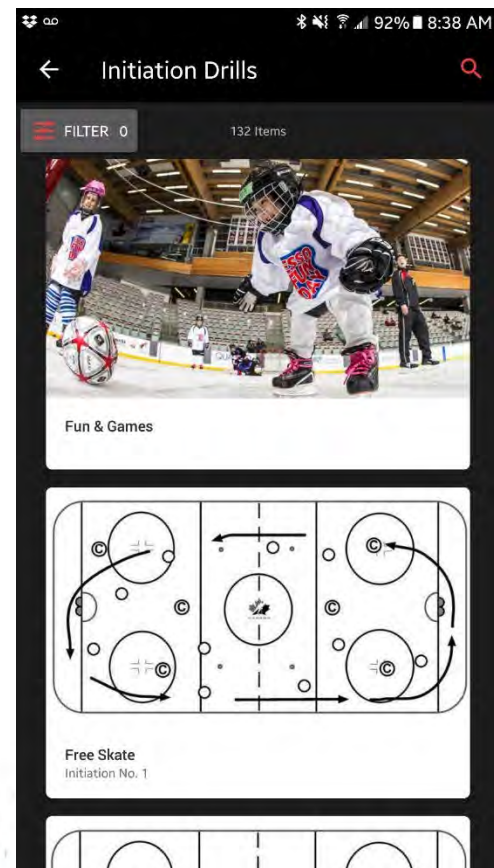 92% 8:38 AM
Initiation Drills
FILTER 0
132 Items
Fun & Games
C
C
C
C
C
C
Free Skate
Initiation No. 1